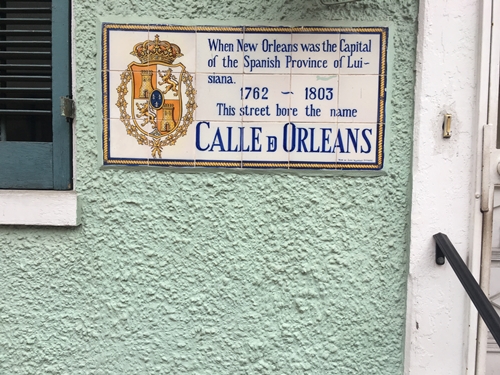 When New Orleans was the Capital
of the Spanish Province of Lui-
siana.
1762 ~ 1803
This street bore the name
CALLE D ORLEANS